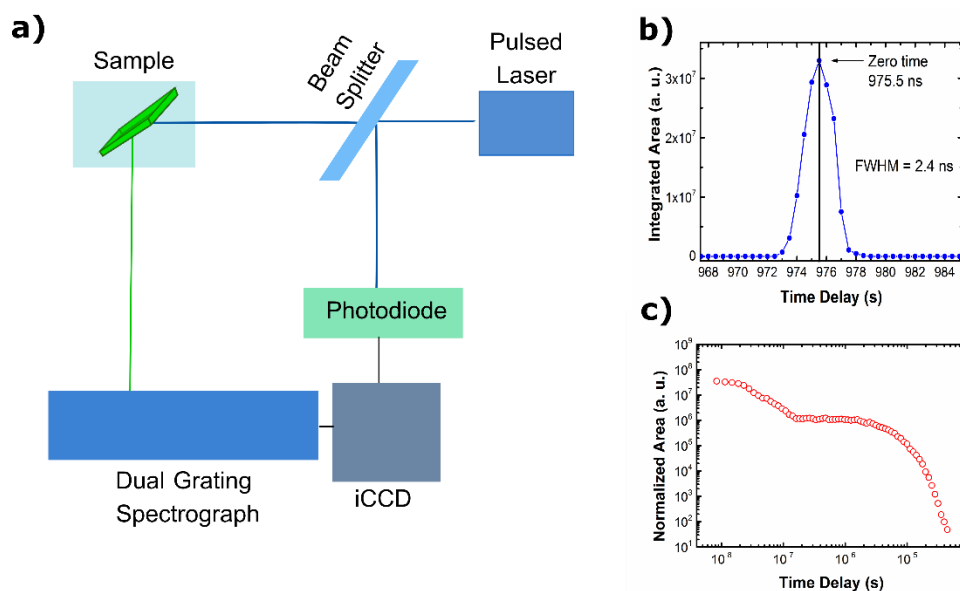 a)
Sample
Beam
Splitter
Pulsed
Laser
Photodiode
Dual Grating
Spectrograph
iCCD
b)
Integrated Area (a. u.)
3x10⁷
2x10⁷
1x10⁷
0
Zero time
975.5 ns
FWHM = 2.4 ns
968 970 972 974 976 978 980 982 984
Time Delay (s)
c)
Normalized Area (a. u.)
10⁹
10⁸
10⁷
10⁶
10⁵
10⁴
10³
10²
10¹
10⁸ 10⁷ 10⁶ 10⁵
Time Delay (s)